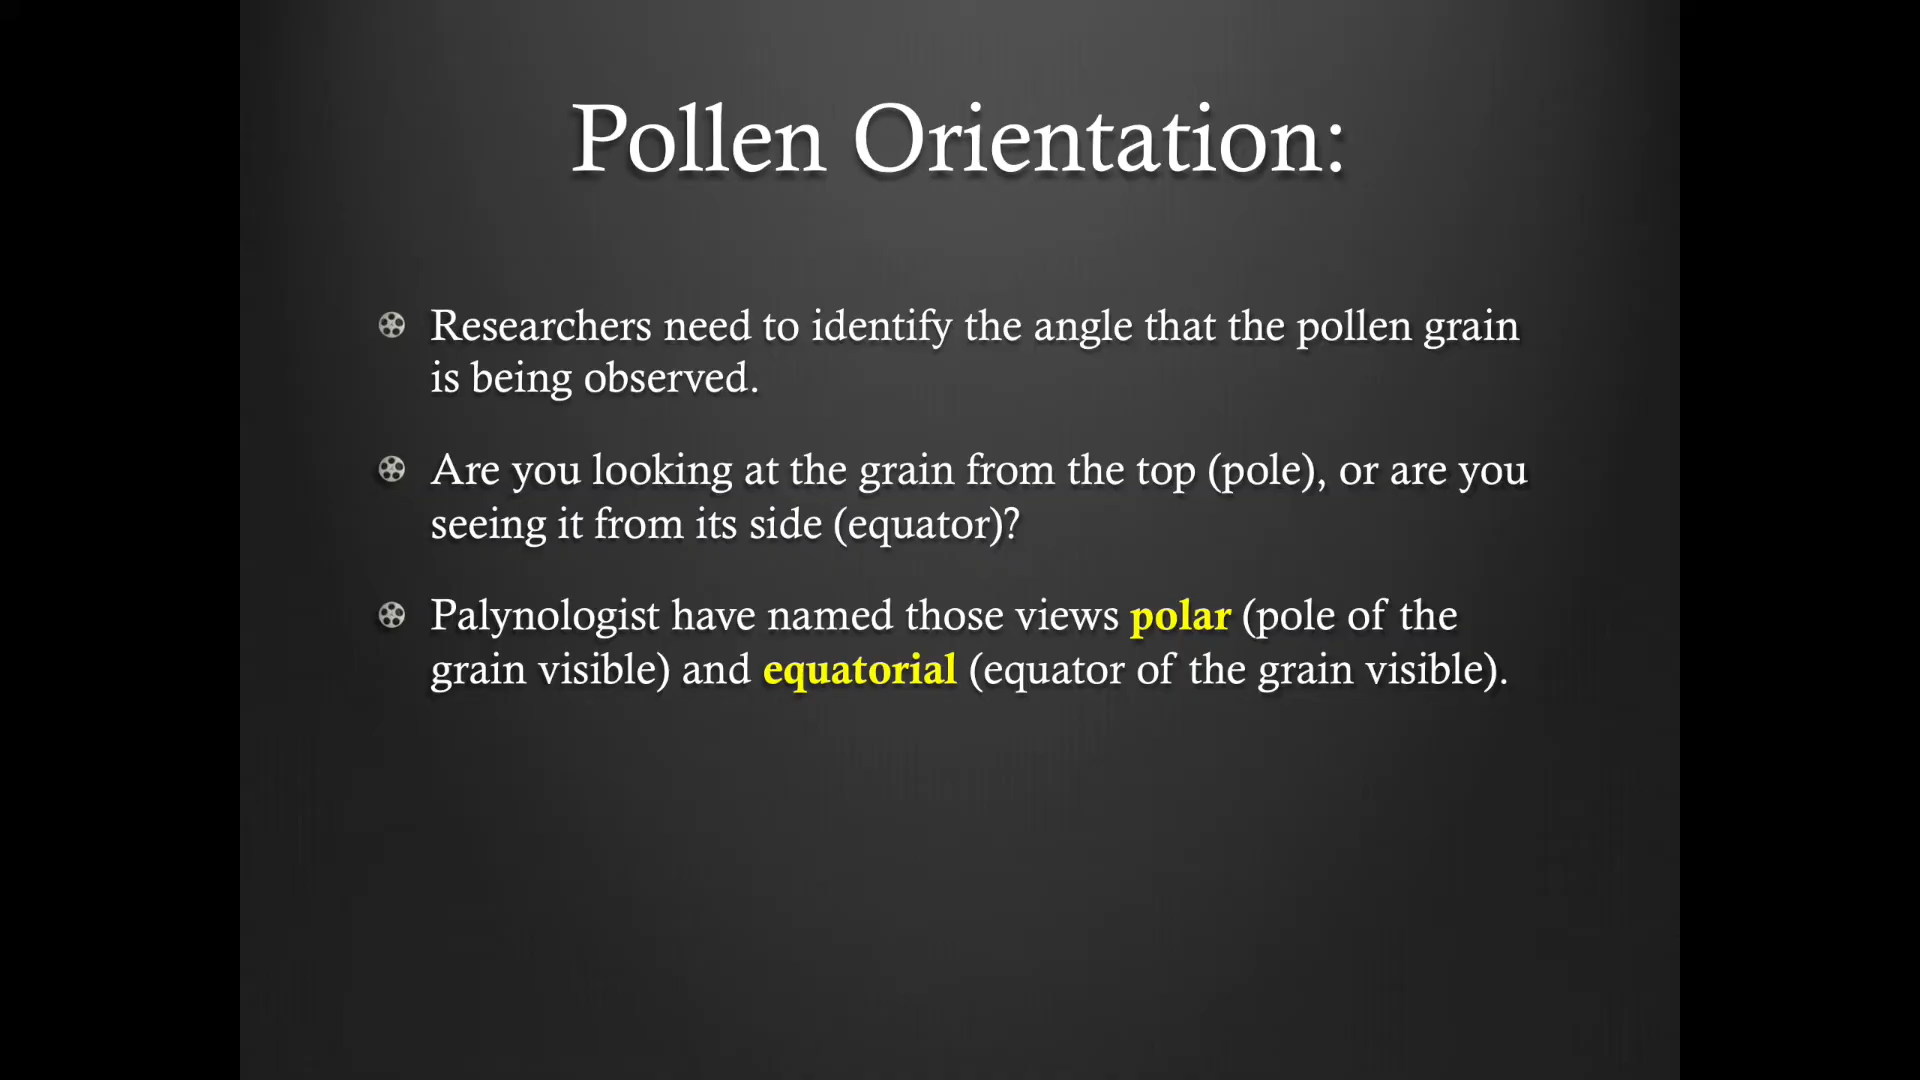 Pollen Orientation:
Researchers need to identify the angle that the pollen grain
is being observed.
Are you looking at the grain from the top (pole), or are you
seeing it from its side (equator)?
Palynologist have named those views polar (pole of the
grain visible) and equatorial (equator of the grain visible).